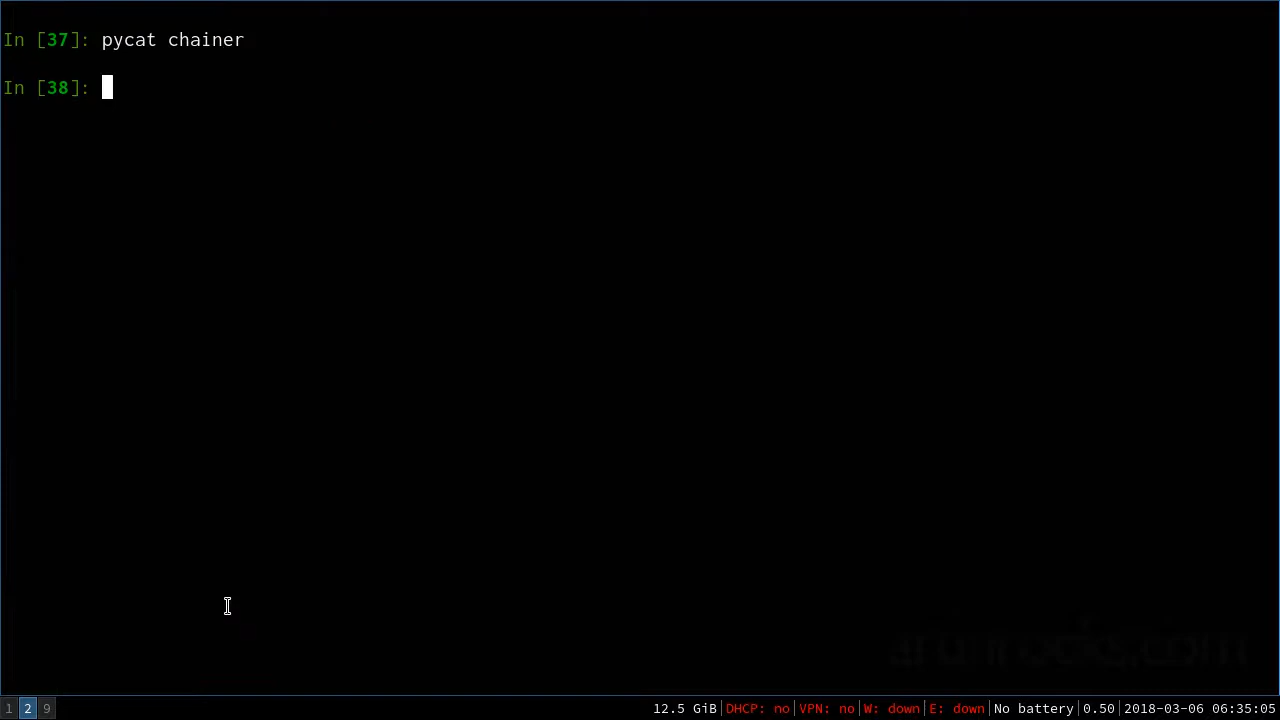 In [37]: pycat chainer
In [38]:
1 2 9 12.5 GiB|DHCP: no|VPN: no|W: down|E: down|No battery|0.50|2018-03-06 06:35:05